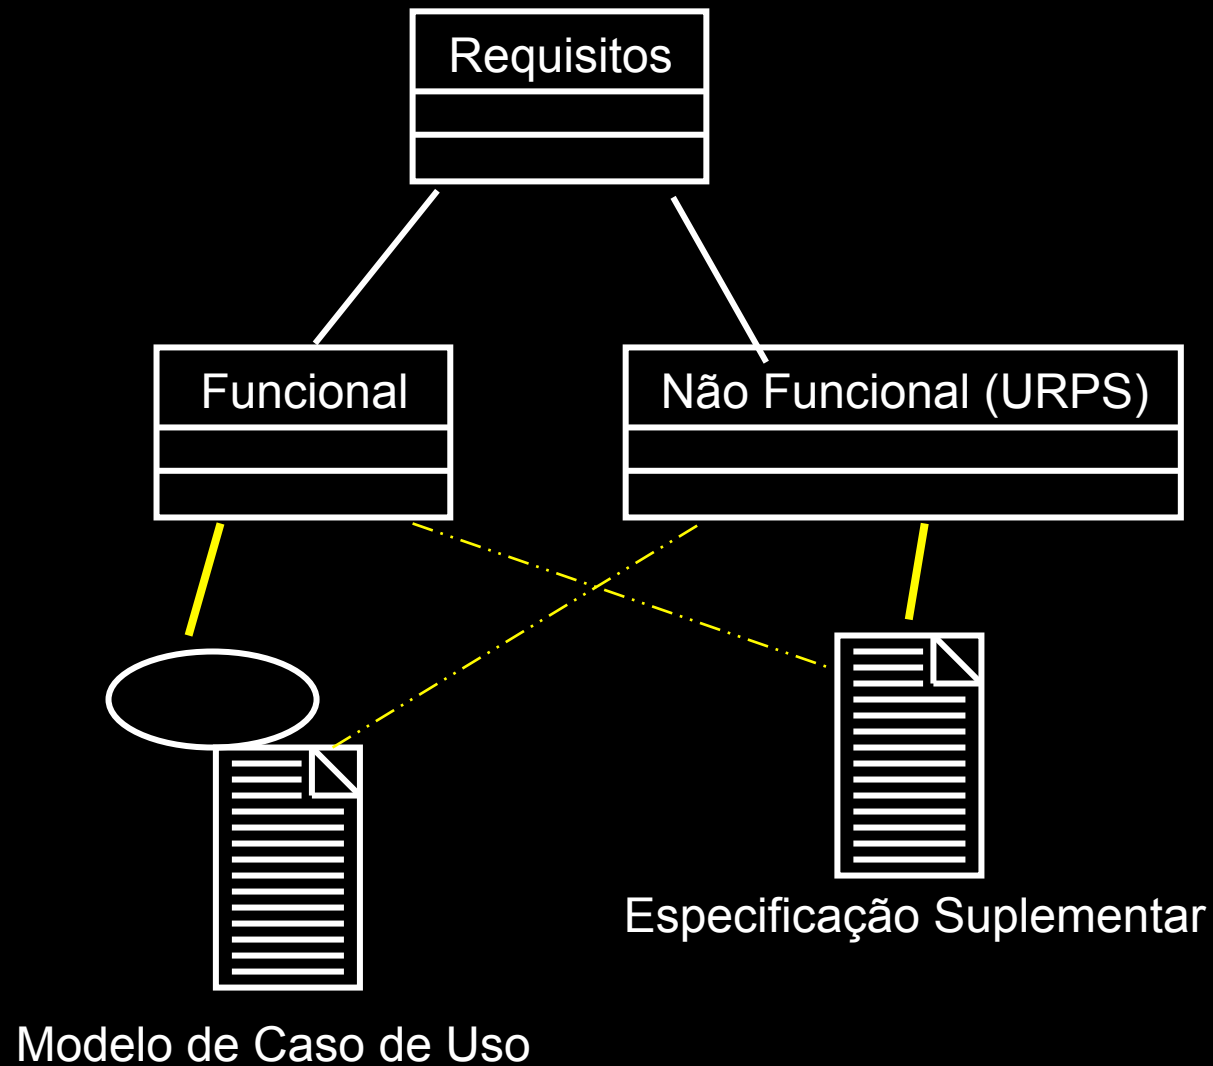 Requisitos
Funcional
Não Funcional (URPS)
Especificação Suplementar
Modelo de Caso de Uso